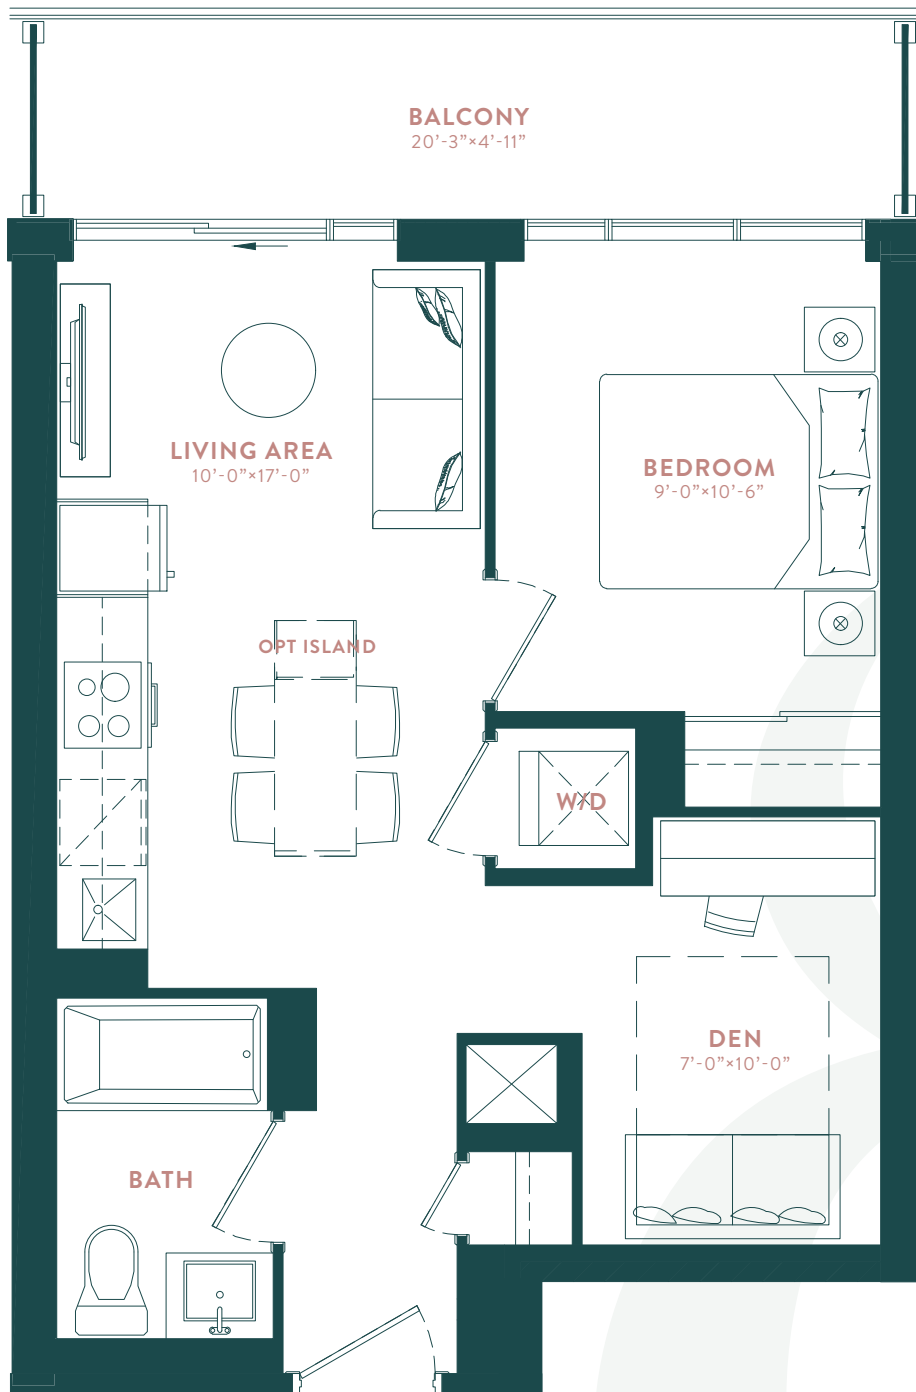 BALCONY
20'-3"×4'-11"
LIVING AREA
10'-0"×17'-0"
BEDROOM
9'-0"×10'-6"
OPT ISLAND
W/D
DEN
7'-0"×10'-0"
BATH